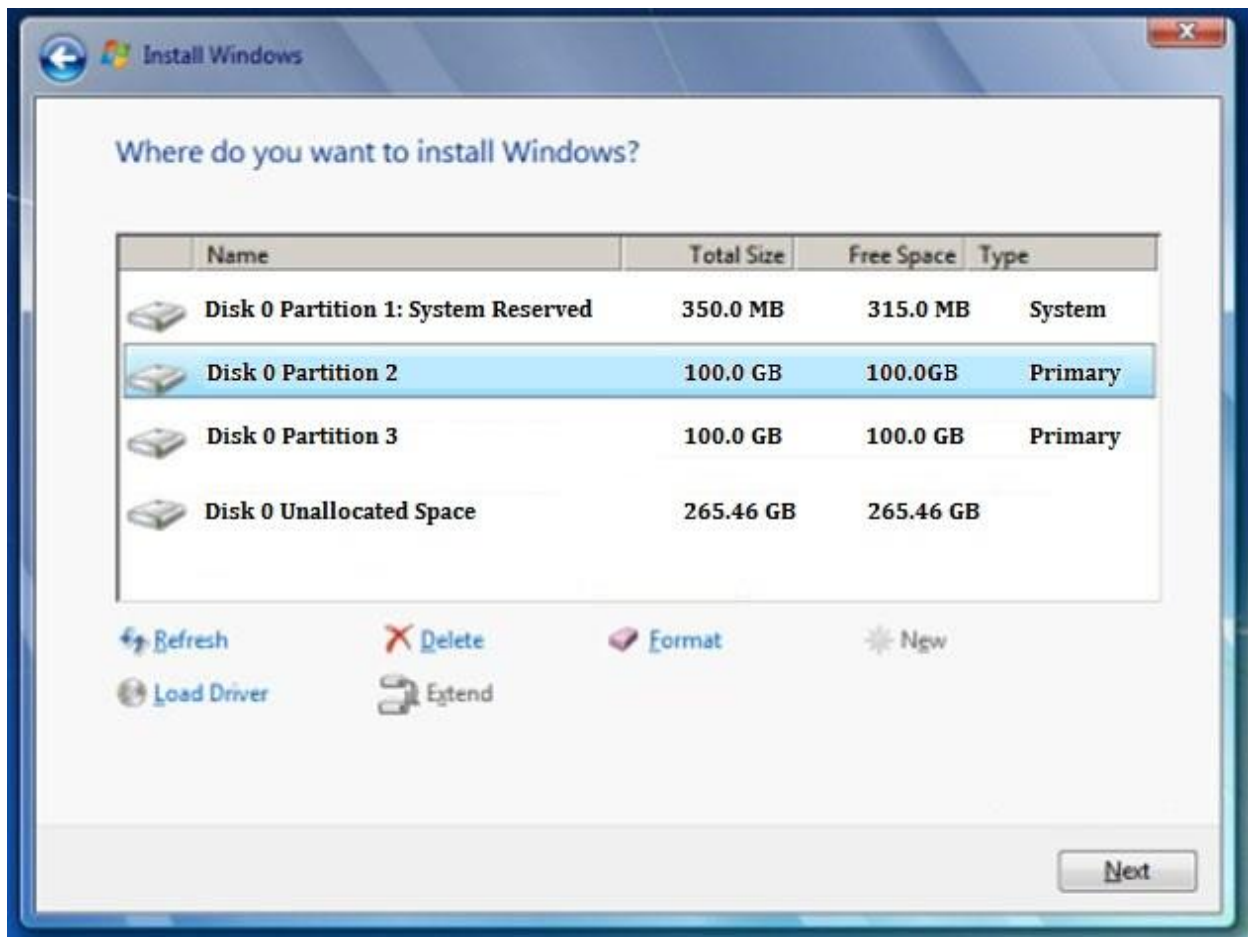 Install Windows
Where do you want to install Windows?
Name Total Size Free Space Type
Disk 0 Partition 1: System Reserved 350.0 MB 315.0 MB System
Disk 0 Partition 2 100.0 GB 100.0GB Primary
Disk 0 Partition 3 100.0 GB 100.0 GB Primary
Disk 0 Unallocated Space 265.46 GB 265.46 GB
Refresh Delete Format New
Load Driver Extend
Next